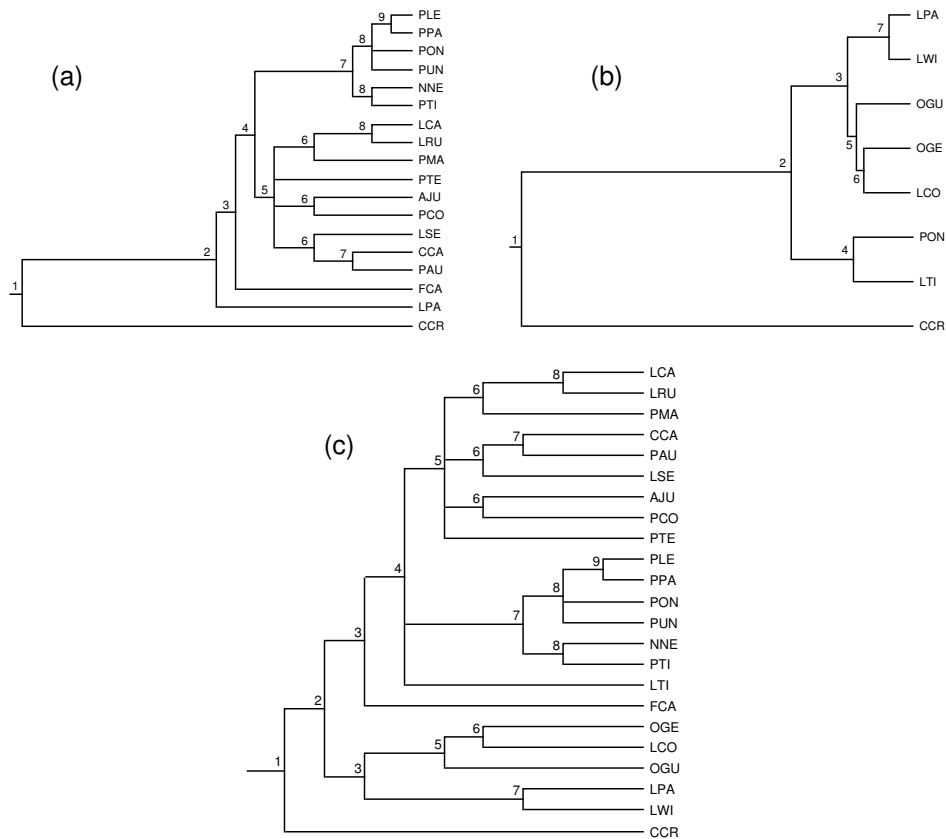 (a)
9 PLE
PPA
8 PON
7 PUN
8 NNE
PTI
4
8 LCA
6 LRU
PMA
5 PTE
6 AJU
3 PCO
6 LSE
2 7 CCA
PAU
1 FCA
LPA
CCR
(b)
LPA
7
LWI
3
OGU
5
OGE
2 6
LCO
PON
1 4
LTI
CCR
(c)
8 LCA
6 LRU
PMA
7 CCA
5 6 PAU
LSE
6 AJU
PCO
PTE
9 PLE
4 8 PPA
PON
7 PUN
8 NNE
3 PTI
LTI
2 FCA
6 OGE
5 LCO
1 3 OGU
7 LPA
LWI
CCR